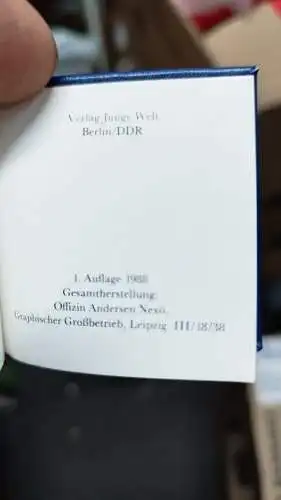 Verlag Junge Welt
Berlin/DDR
1. Auflage 1988
Gesamtherstellung:
Offizin Andersen Nexö,
Graphischer Großbetrieb, Leipzig III/18/38